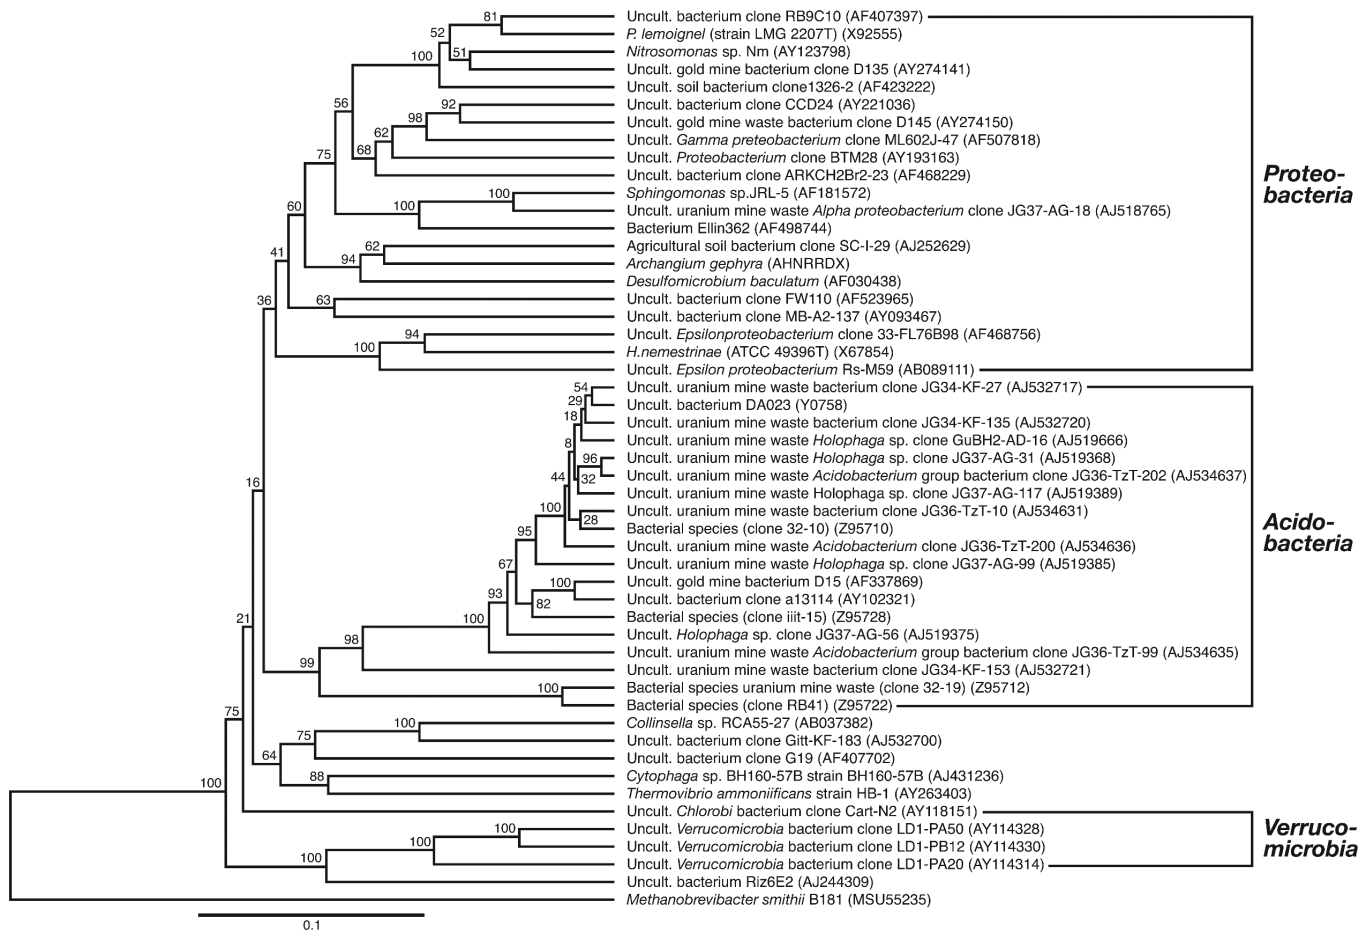 81
Uncult. bacterium clone RB9C10 (AF407397)
52
P. lemoignel (strain LMG 2207T) (X92555)
51
Nitrosomonas sp. Nm (AY123798)
100
Uncult. gold mine bacterium clone D135 (AY274141)
Uncult. soil bacterium clone1326-2 (AF423222)
56
92
Uncult. bacterium clone CCD24 (AY221036)
98
Uncult. gold mine waste bacterium clone D145 (AY274150)
62
Uncult. Gamma preteobacterium clone ML602J-47 (AF507818)
75
68
Uncult. Proteobacterium clone BTM28 (AY193163)
Uncult. bacterium clone ARKCH2Br2-23 (AF468229)
Proteo-
bacteria
100
Sphingomonas sp.JRL-5 (AF181572)
60
100
Uncult. uranium mine waste Alpha proteobacterium clone JG37-AG-18 (AJ518765)
Bacterium Ellin362 (AF498744)
41
62
Agricultural soil bacterium clone SC-I-29 (AJ252629)
94
Archangium gephyra (AHNRRDX)
Desulfomicrobium baculatum (AF030438)
36
63
Uncult. bacterium clone FW110 (AF523965)
Uncult. bacterium clone MB-A2-137 (AY093467)
94
Uncult. Epsilonproteobacterium clone 33-FL76B98 (AF468756)
100
H.nemestrinae (ATCC 49396T) (X67854)
Uncult. Epsilon proteobacterium Rs-M59 (AB089111)
54
Uncult. uranium mine waste bacterium clone JG34-KF-27 (AJ532717)
29
Uncult. bacterium DA023 (Y0758)
18
Uncult. uranium mine waste bacterium clone JG34-KF-135 (AJ532720)
8
Uncult. uranium mine waste Holophaga sp. clone GuBH2-AD-16 (AJ519666)
96
Uncult. uranium mine waste Holophaga sp. clone JG37-AG-31 (AJ519368)
44
32
Uncult. uranium mine waste Acidobacterium group bacterium clone JG36-TzT-202 (AJ534637)
16
Uncult. uranium mine waste Holophaga sp. clone JG37-AG-117 (AJ519389)
100
28
Uncult. uranium mine waste bacterium clone JG36-TzT-10 (AJ534631)
Bacterial species (clone 32-10) (Z95710)
Acido-
bacteria
95
Uncult. uranium mine waste Acidobacterium clone JG36-TzT-200 (AJ534636)
67
Uncult. uranium mine waste Holophaga sp. clone JG37-AG-99 (AJ519385)
100
Uncult. gold mine bacterium D15 (AF337869)
93
82
Uncult. bacterium clone a13114 (AY102321)
21
100
Bacterial species (clone iiit-15) (Z95728)
98
Uncult. Holophaga sp. clone JG37-AG-56 (AJ519375)
Uncult. uranium mine waste Acidobacterium group bacterium clone JG36-TzT-99 (AJ534635)
99
Uncult. uranium mine waste bacterium clone JG34-KF-153 (AJ532721)
100
Bacterial species uranium mine waste (clone 32-19) (Z95712)
Bacterial species (clone RB41) (Z95722)
75
100
Collinsella sp. RCA55-27 (AB037382)
75
Uncult. bacterium clone Gitt-KF-183 (AJ532700)
64
Uncult. bacterium clone G19 (AF407702)
88
Cytophaga sp. BH160-57B strain BH160-57B (AJ431236)
100
Thermovibrio ammoniificans strain HB-1 (AY263403)
Uncult. Chlorobi bacterium clone Cart-N2 (AY118151)
100
Uncult. Verrucomicrobia bacterium clone LD1-PA50 (AY114328)
100
Uncult. Verrucomicrobia bacterium clone LD1-PB12 (AY114330)
Verruco-
microbia
100
Uncult. Verrucomicrobia bacterium clone LD1-PA20 (AY114314)
Uncult. bacterium Riz6E2 (AJ244309)
Methanobrevibacter smithii B181 (MSU55235)
0.1